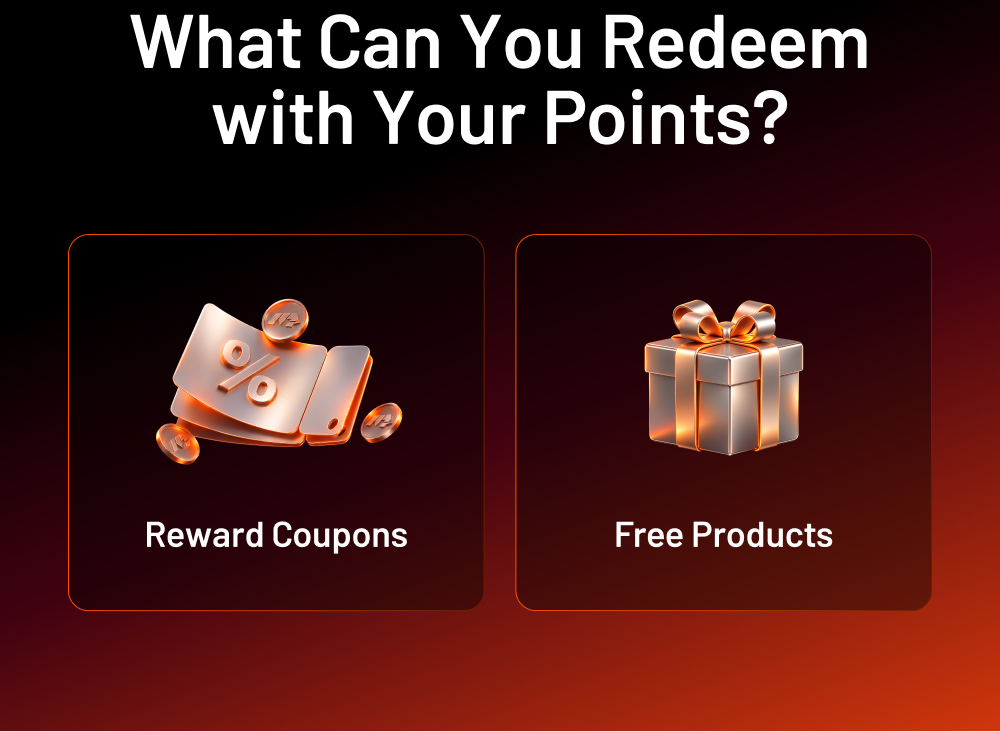 What Can You Redeem
with Your Points?
%
Reward Coupons
Free Products